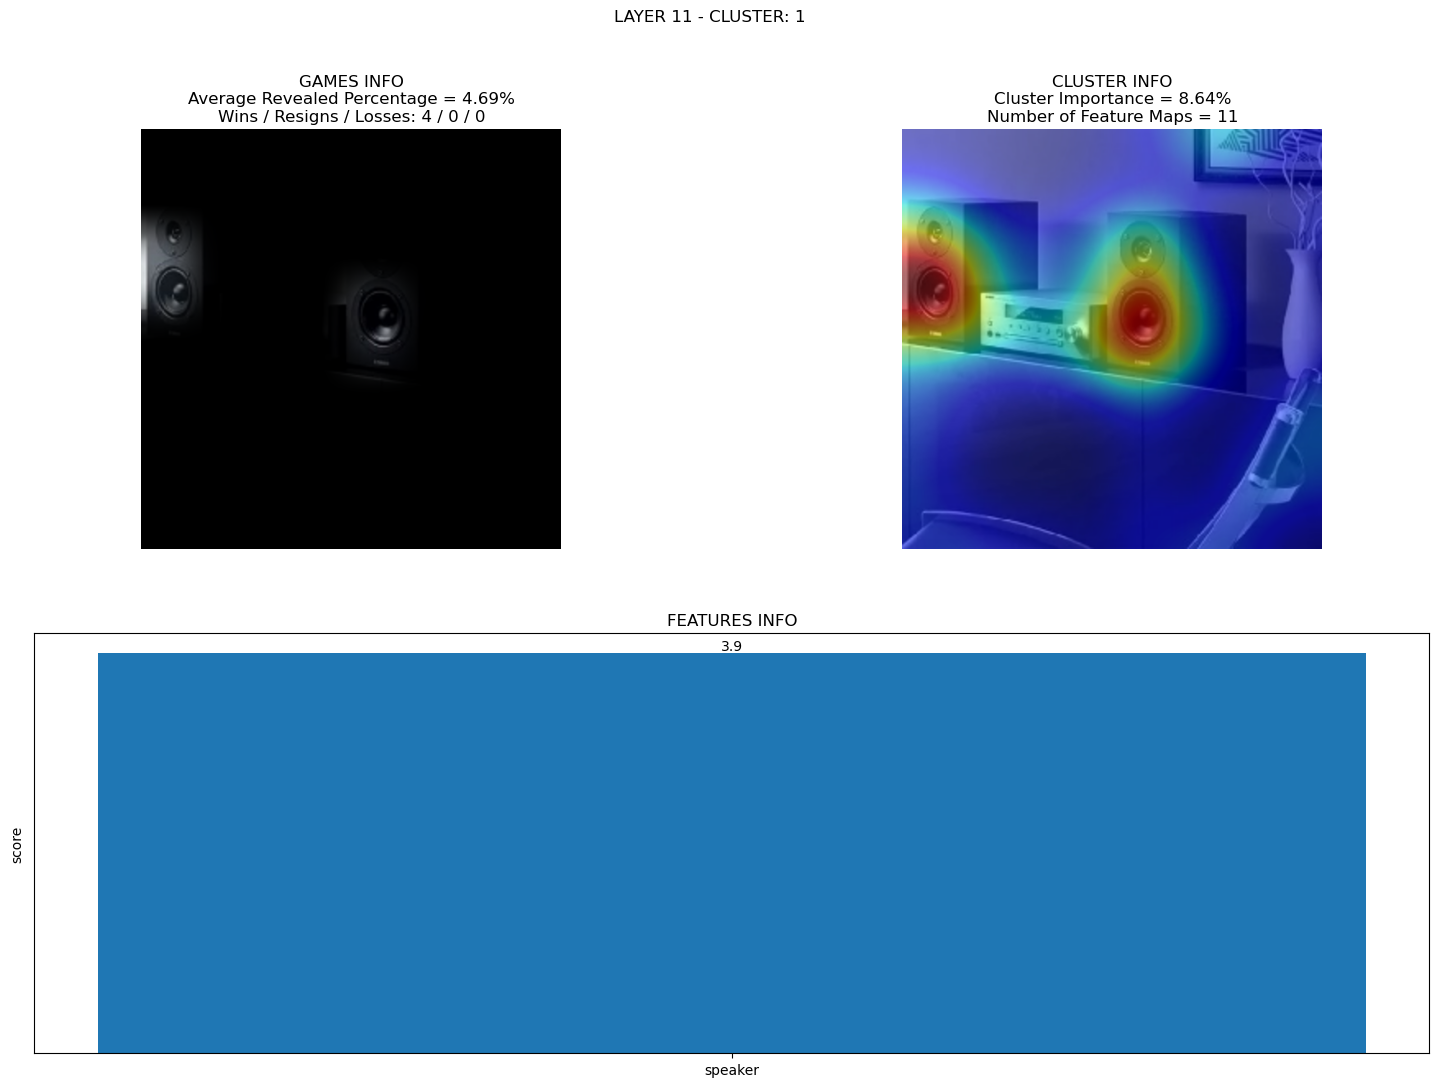 LAYER 11 - CLUSTER: 1
GAMES INFO
Average Revealed Percentage = 4.69%
Wins / Resigns / Losses: 4 / 0 / 0
CLUSTER INFO
Cluster Importance = 8.64%
Number of Feature Maps = 11
FEATURES INFO
3.9
score
speaker